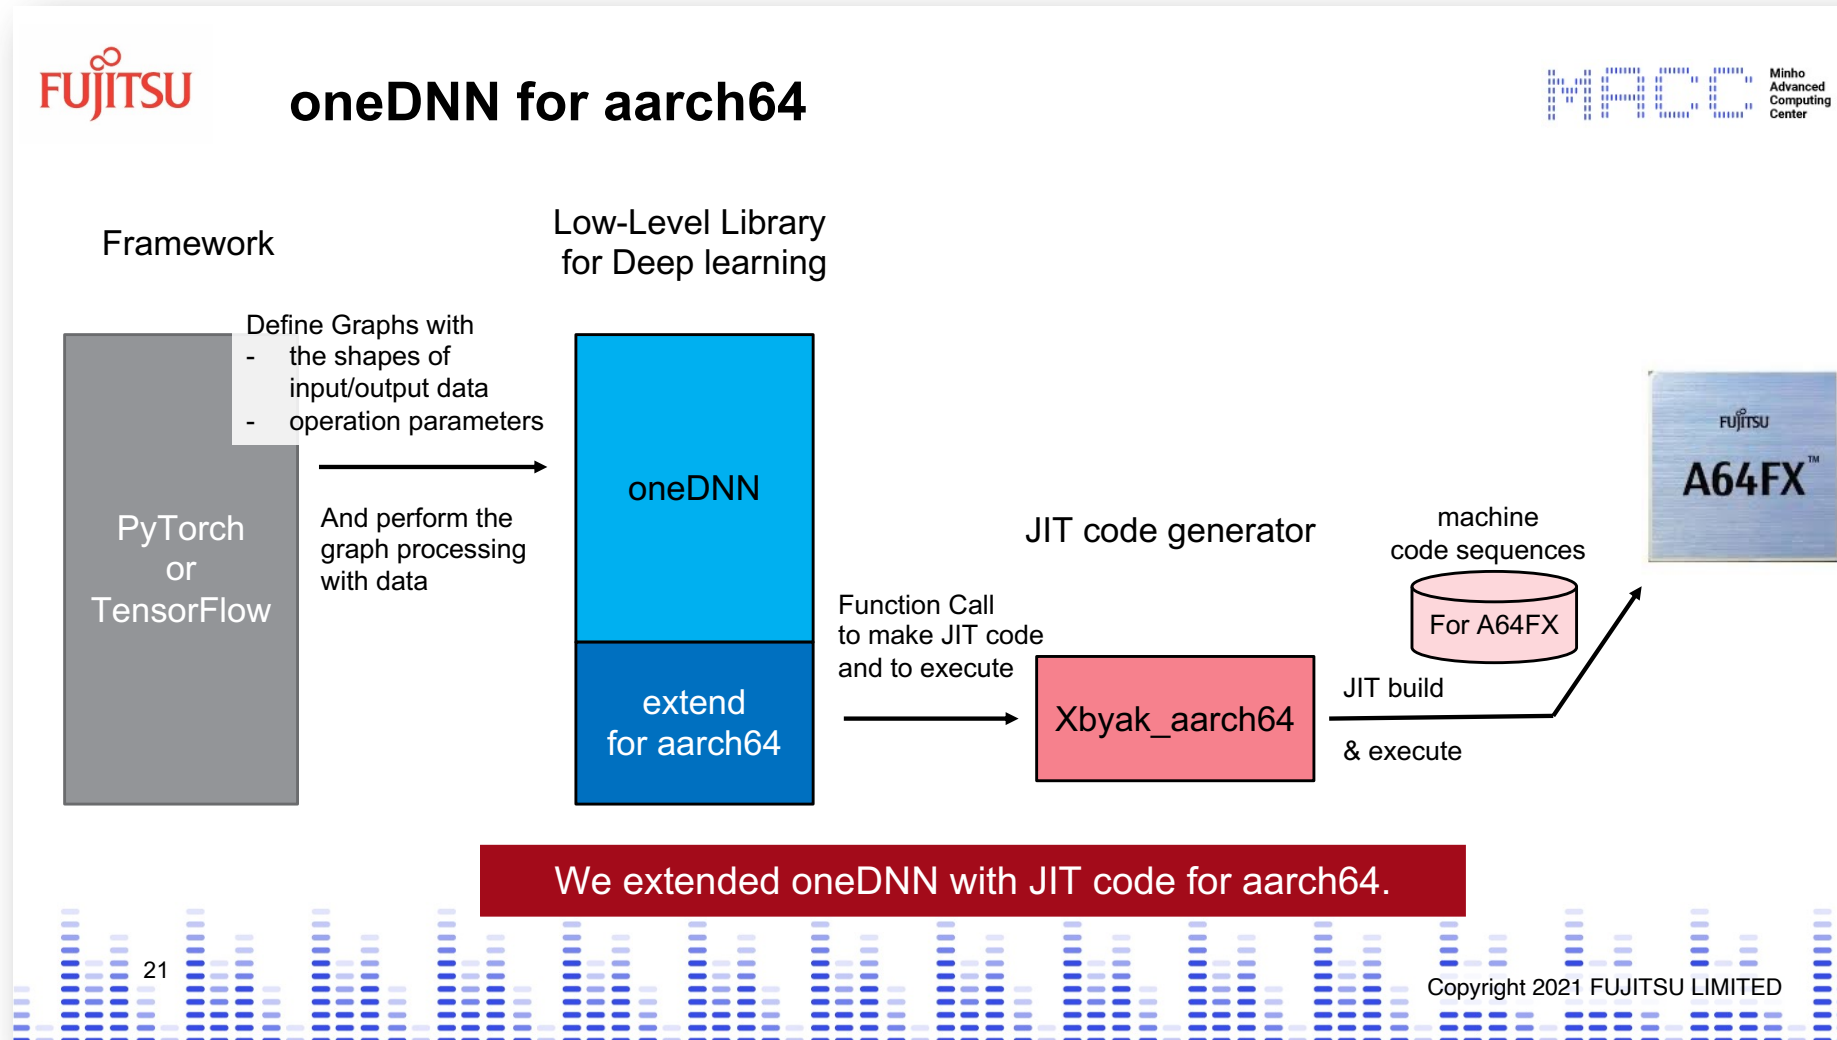 FUJITSU
oneDNN for aarch64
MACC
Minho
Advanced
Computing
Center
Framework
Low-Level Library
for Deep learning
Define Graphs with
- the shapes of
input/output data
- operation parameters
And perform the
graph processing
with data
PyTorch
or
TensorFlow
oneDNN
extend
for aarch64
Function Call
to make JIT code
and to execute
JIT code generator
Xbyak_aarch64
machine
code sequences
For A64FX
JIT build
& execute
FUJITSU
A64FX™
We extended oneDNN with JIT code for aarch64.
21
Copyright 2021 FUJITSU LIMITED